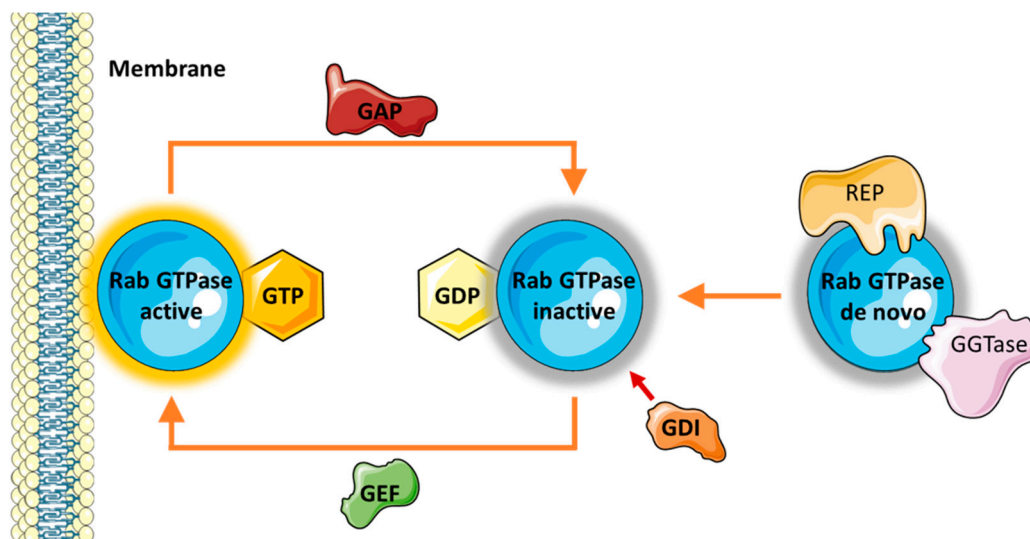 Membrane
GAP
REP
Rab GTPase
active
GTP
GDP
Rab GTPase
inactive
Rab GTPase
de novo
GGTase
GDI
GEF